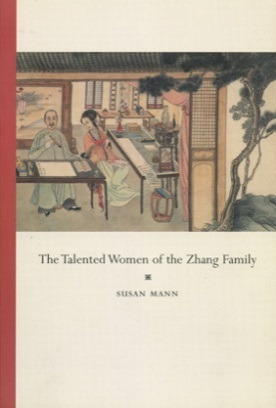 The Talented Women of the Zhang Family
SUSAN MANN